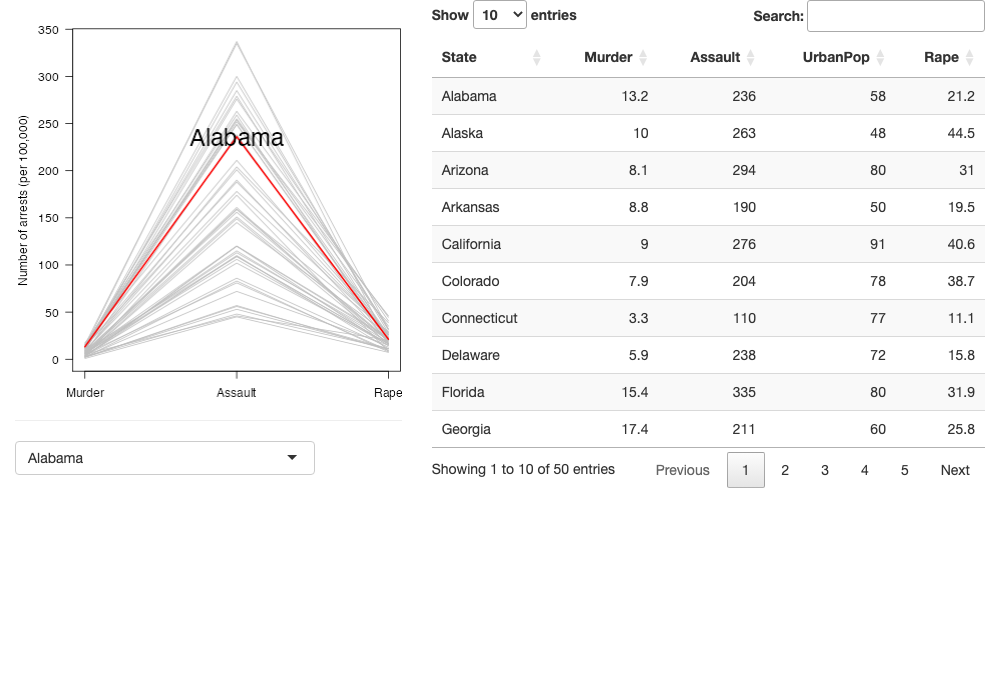 350
300
250
200
150
100
50
0
Number of arrests (per 100,000)
Alabama
Murder Assault Rape
Alabama
Show 10 entries
Search:
State Murder Assault UrbanPop Rape
Alabama 13.2 236 58 21.2
Alaska 10 263 48 44.5
Arizona 8.1 294 80 31
Arkansas 8.8 190 50 19.5
California 9 276 91 40.6
Colorado 7.9 204 78 38.7
Connecticut 3.3 110 77 11.1
Delaware 5.9 238 72 15.8
Florida 15.4 335 80 31.9
Georgia 17.4 211 60 25.8
Showing 1 to 10 of 50 entries
Previous 1 2 3 4 5 Next